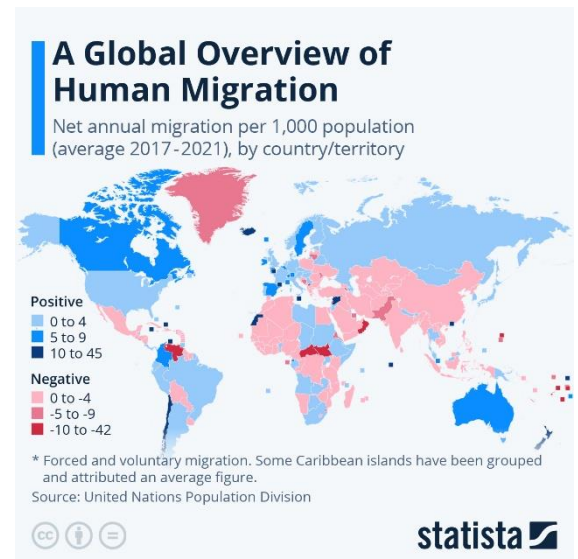 A Global Overview of
Human Migration
Net annual migration per 1,000 population
(average 2017-2021), by country/territory
Positive
0 to 4
5 to 9
10 to 45
Negative
0 to -4
-5 to -9
-10 to -42
* Forced and voluntary migration. Some Caribbean islands have been grouped
and attributed an average figure.
Source: United Nations Population Division
cc
statista